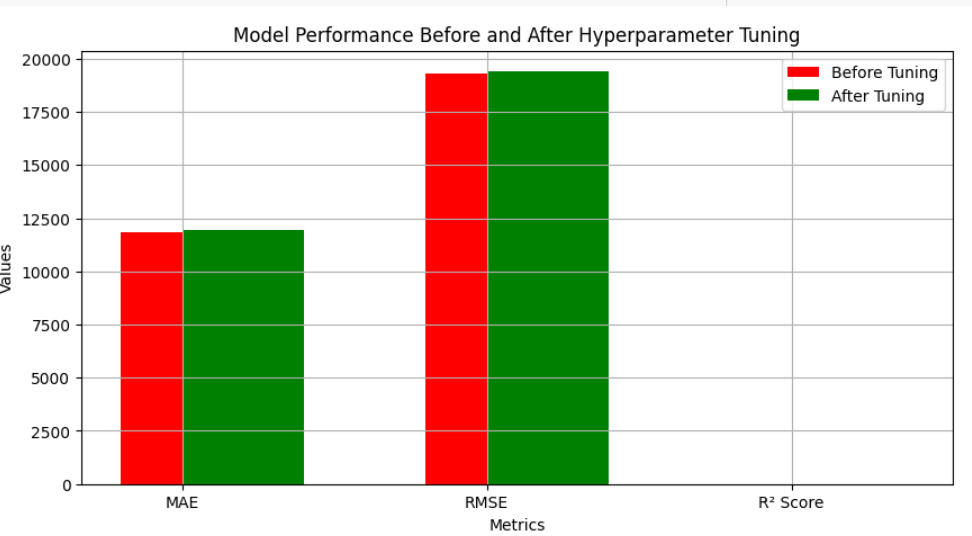 Model Performance Before and After Hyperparameter Tuning
Before Tuning
After Tuning
20000
17500
15000
12500
10000
7500
5000
2500
0
Values
MAE
RMSE
R² Score
Metrics